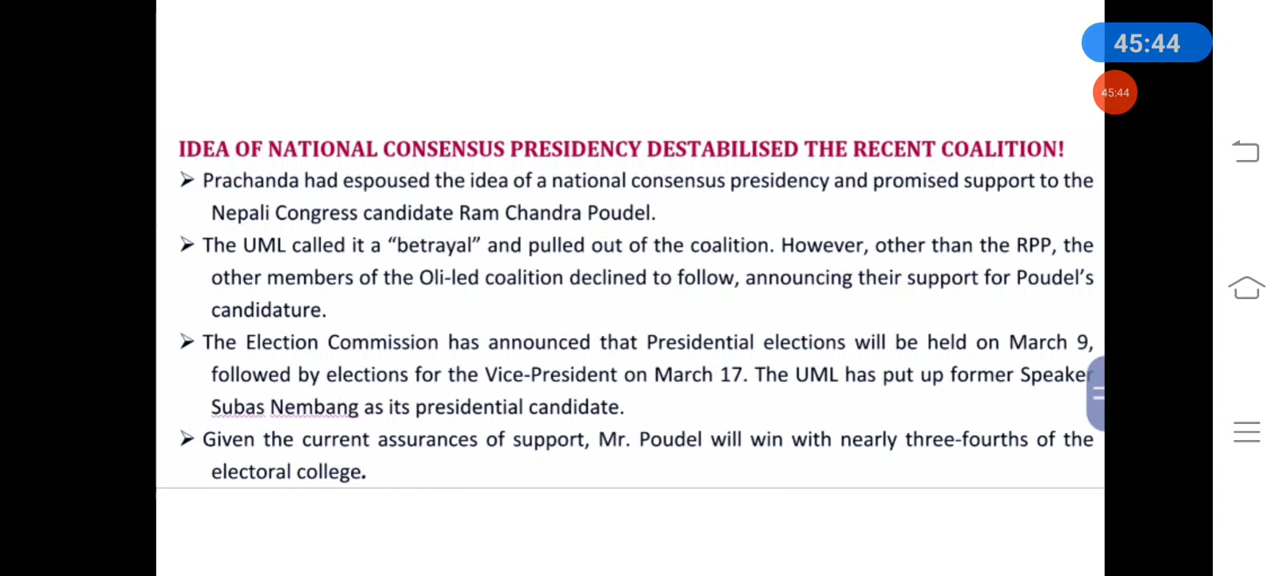 45:44
45:44
IDEA OF NATIONAL CONSENSUS PRESIDENCY DESTABILISED THE RECENT COALITION!
➢ Prachanda had espoused the idea of a national consensus presidency and promised support to the
Nepali Congress candidate Ram Chandra Poudel.
➢ The UML called it a “betrayal” and pulled out of the coalition. However, other than the RPP, the
other members of the Oli-led coalition declined to follow, announcing their support for Poudel’s
candidature.
➢ The Election Commission has announced that Presidential elections will be held on March 9,
followed by elections for the Vice-President on March 17. The UML has put up former Speaker
Subas Nembang as its presidential candidate.
➢ Given the current assurances of support, Mr. Poudel will win with nearly three-fourths of the
electoral college.